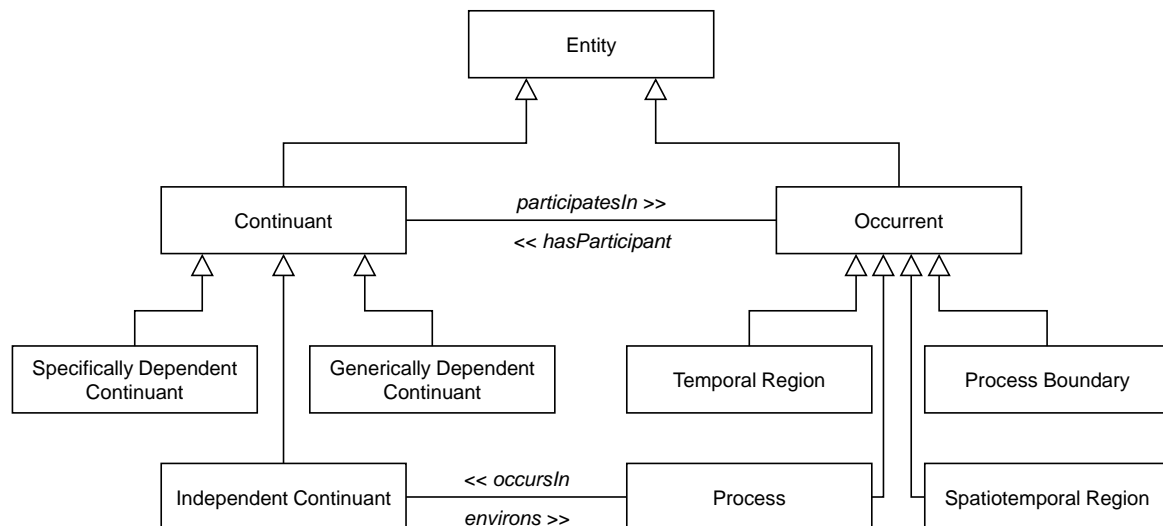 Entity
Continuant
participatesIn >>
<< hasParticipant
Occurrent
Specifically Dependent
Continuant
Generically Dependent
Continuant
Temporal Region
Process Boundary
Independent Continuant
<< occursIn
environs >>
Process
Spatiotemporal Region